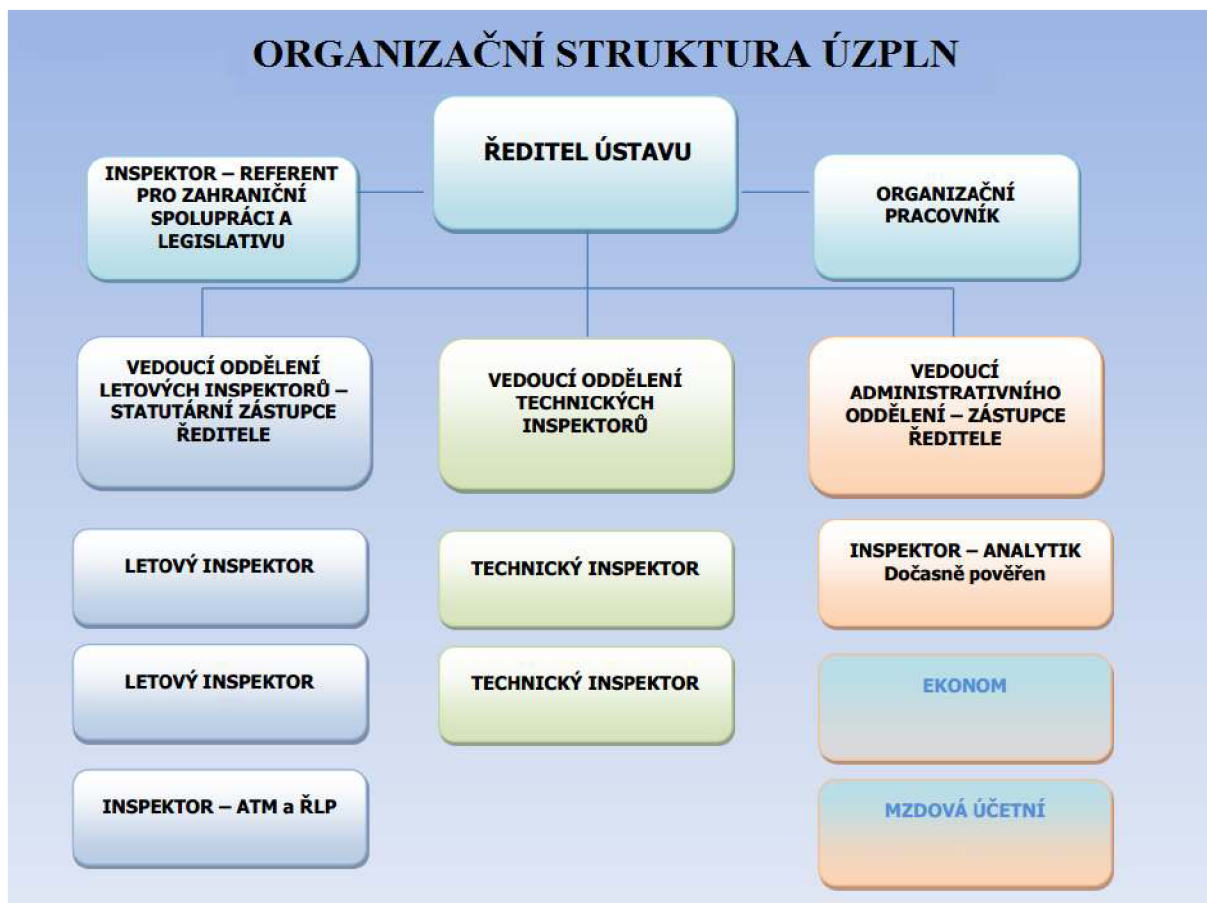 ORGANIZAČNÍ STRUKTURA ÚZPLN
ŘEDITEL ÚSTAVU
INSPEKTOR – REFERENT
PRO ZAHRANIČNÍ
SPOLUPRÁCI A
LEGISLATIVU
ORGANIZAČNÍ
PRACOVNÍK
VEDOUCÍ ODDĚLENÍ
LETOVÝCH INSPEKTORŮ –
STATUTÁRNÍ ZÁSTUPCE
ŘEDITELE
VEDOUCÍ ODDĚLENÍ
TECHNICKÝCH
INSPEKTORŮ
VEDOUCÍ
ADMINISTRATIVNÍHO
ODDĚLENÍ – ZÁSTUPCE
ŘEDITELE
LETOVÝ INSPEKTOR
TECHNICKÝ INSPEKTOR
INSPEKTOR – ANALYTIK
Dočasně pověřen
LETOVÝ INSPEKTOR
TECHNICKÝ INSPEKTOR
EKONOM
INSPEKTOR – ATM a ŘLP
MZDOVÁ ÚČETNÍ